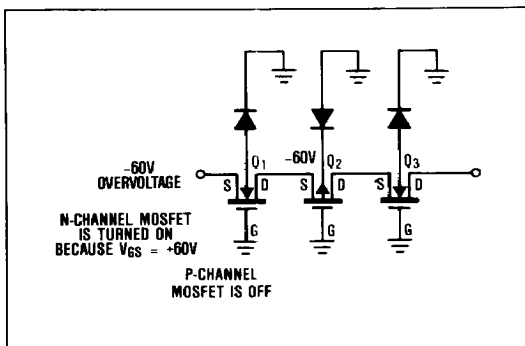 Q1
-60V
Q2
Q3
-60V
OVERVOLTAGE
S
D
S
D
S
D
N-CHANNEL MOSFET
IS TURNED ON
BECAUSE VGS = +60V
G
G
G
P-CHANNEL
MOSFET IS OFF